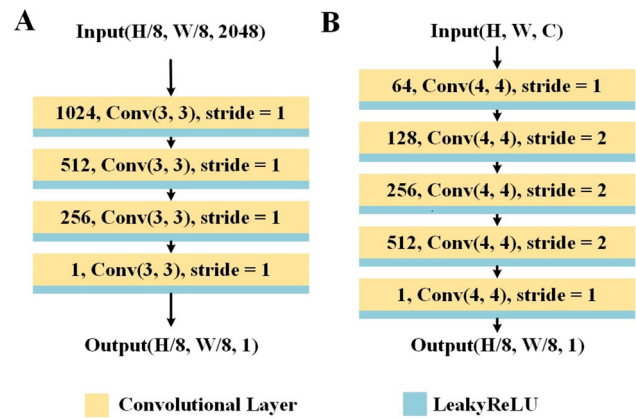 A
Input(H/8, W/8, 2048)
1024, Conv(3, 3), stride = 1
512, Conv(3, 3), stride = 1
256, Conv(3, 3), stride = 1
1, Conv(3, 3), stride = 1
Output(H/8, W/8, 1)
B
Input(H, W, C)
64, Conv(4, 4), stride = 1
128, Conv(4, 4), stride = 2
256, Conv(4, 4), stride = 2
512, Conv(4, 4), stride = 2
1, Conv(4, 4), stride = 1
Output(H/8, W/8, 1)
Convolutional Layer
LeakyReLU